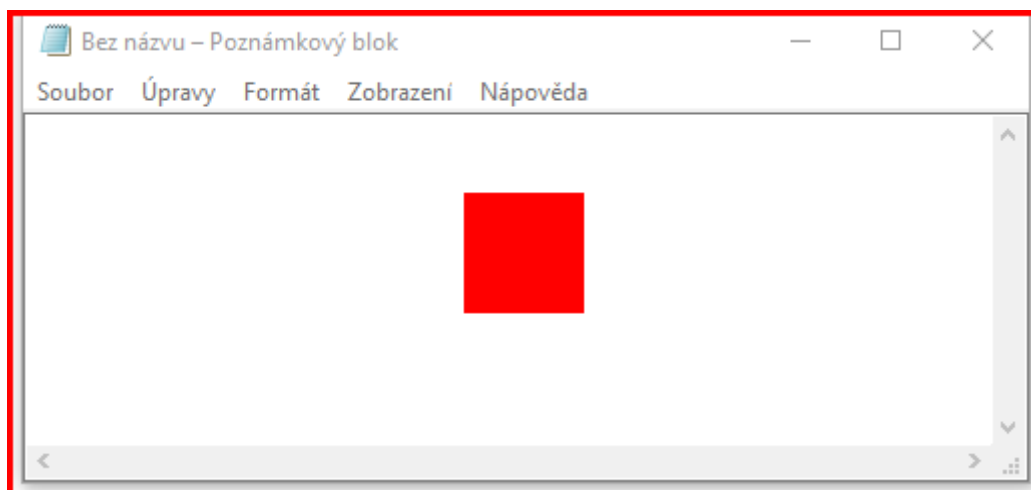 Bez názvu – Poznámkový blok
Soubor Úpravy Formát Zobrazení Nápověda